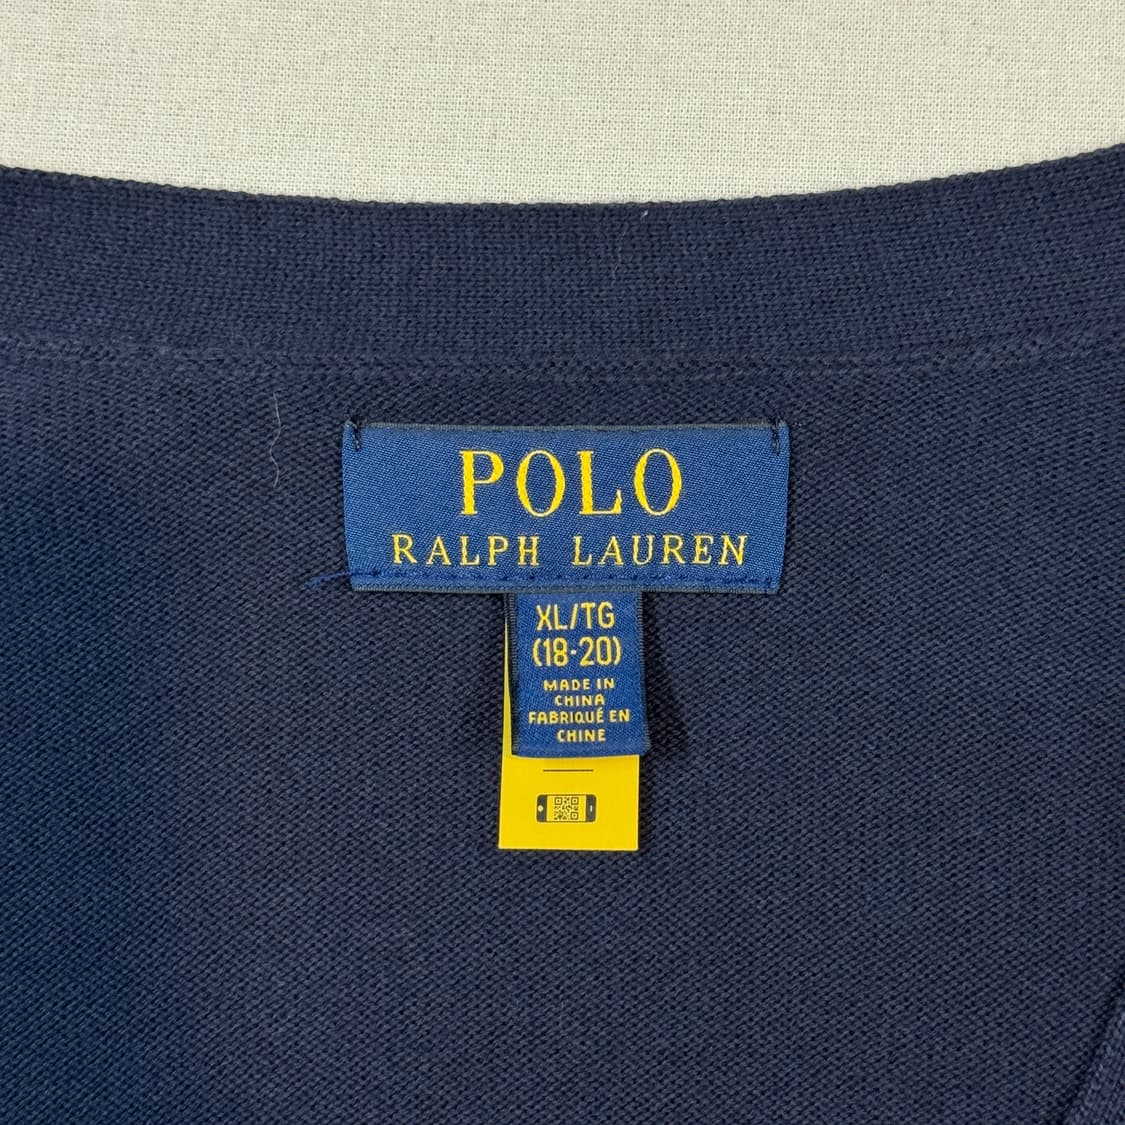 POLO
RALPH LAUREN
XL/TG
(18-20)
MADE IN
CHINA
FABRIQUÉ EN
CHINE